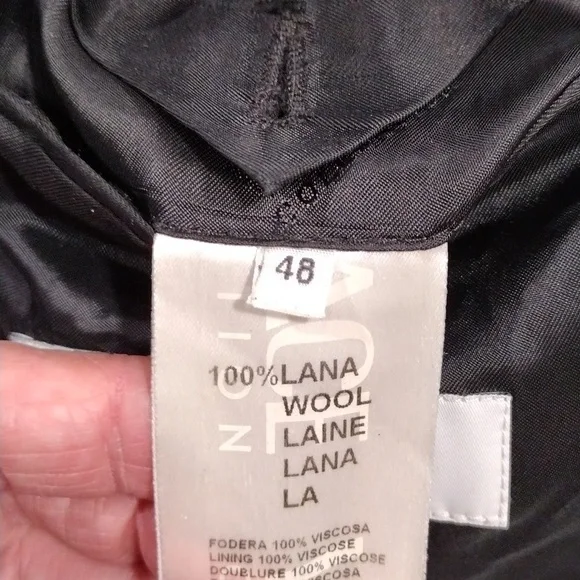 48
100% LANA
WOOL
LAINE
LANA
LA
FODERA 100% VISCOSA
LINING 100% VISCOSE
DOUBLURE 100% VISCOSE